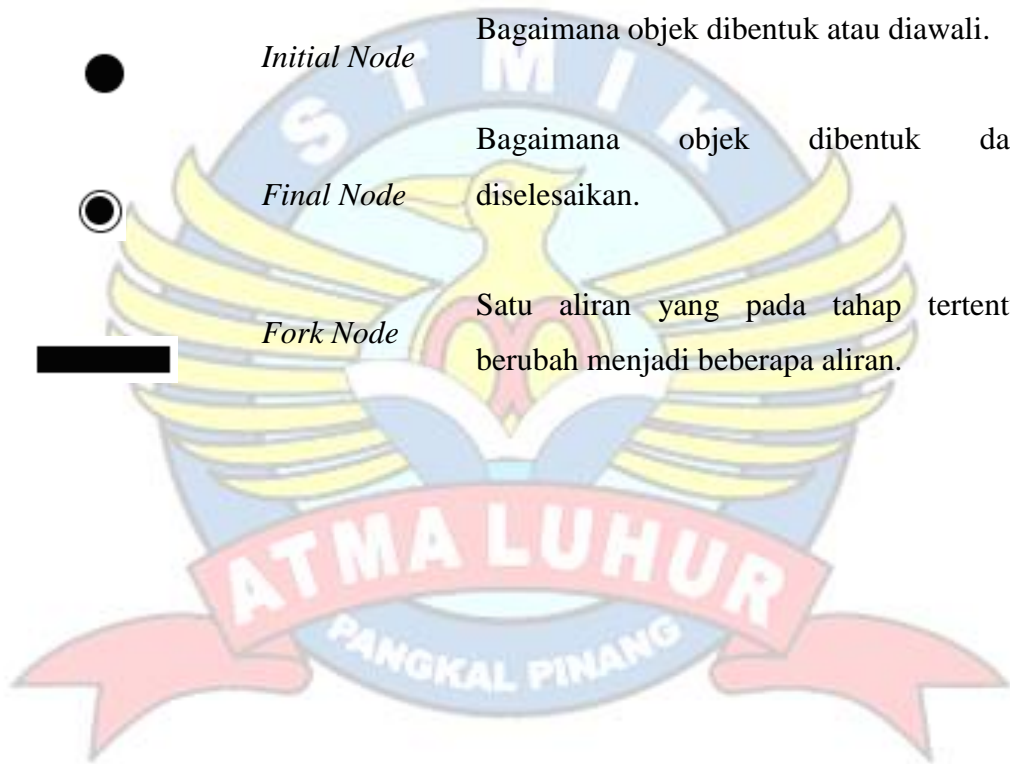 Initial Node
Bagaimana objek dibentuk atau diawali.
Final Node
Bagaimana objek dibentuk da
diselesaikan.
Fork Node
Satu aliran yang pada tahap tertent
berubah menjadi beberapa aliran.
STMIK
ATMA LUHUR
PANGKAL PINANG